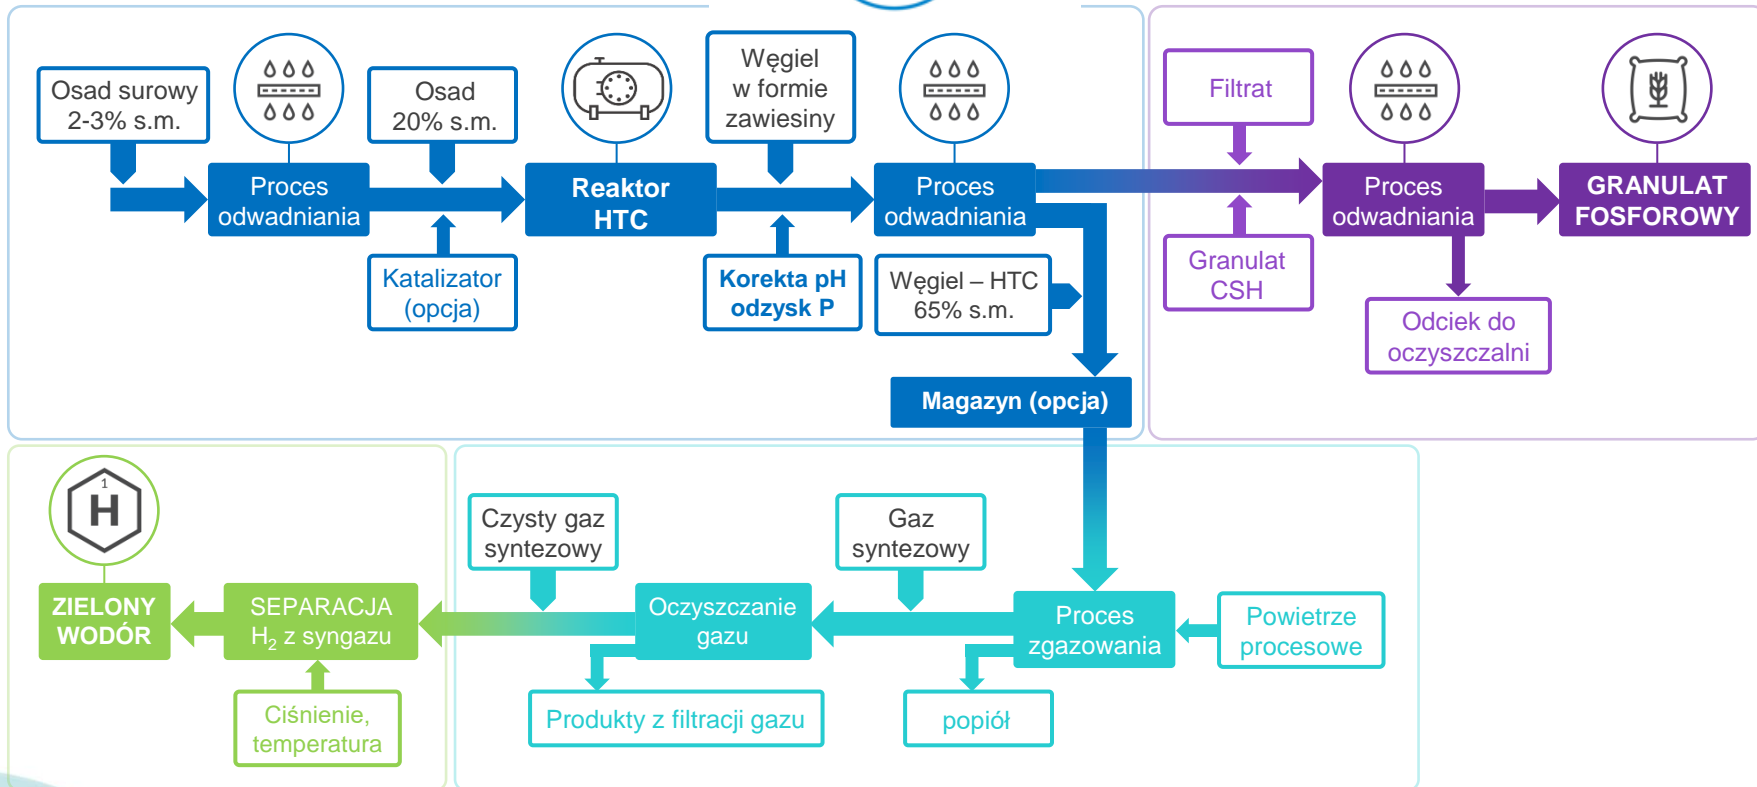 Osad surowy
2-3% s.m.
Osad
20% s.m.
Węgiel
w formie
zawiesiny
Proces
odwadniania
Reaktor
HTC
Proces
odwadniania
Katalizator
(opcja)
Korekta pH
odzysk P
Węgiel – HTC
65% s.m.
Magazyn (opcja)
Filtrat
Proces
odwadniania
GRANULAT
FOSFOROWY
Granulat
CSH
Odciek do
oczyszczalni
1
H
Czysty gaz
syntezowy
Gaz
syntezowy
ZIELONY
WODÓR
SEPARACJA
H₂ z syngazu
Oczyszczanie
gazu
Proces
zgazowania
Powietrze
procesowe
Ciśnienie,
temperatura
Produkty z filtracji gazu
popiół